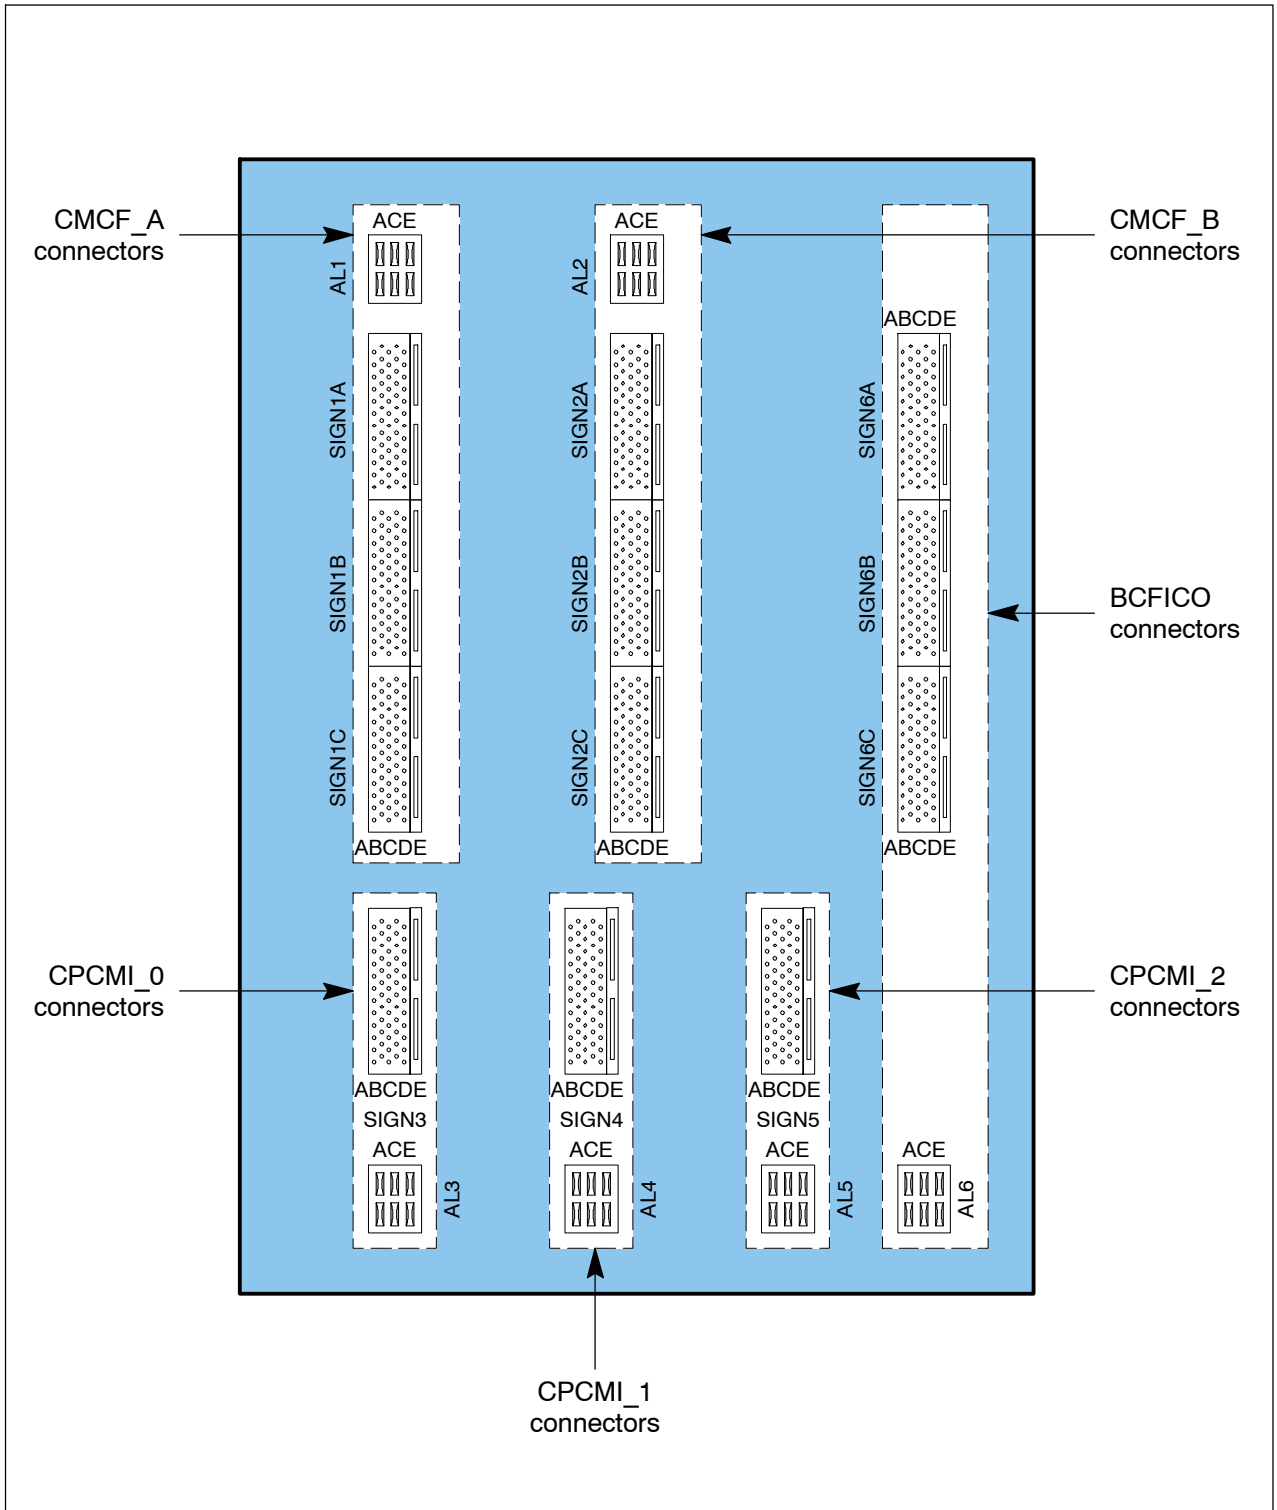 CMCF_A
connectors
ACE
AL1
ACE
AL2
CMCF_B
connectors
ABCDE
SIGN1A
SIGN2A
SIGN6A
SIGN1B
SIGN2B
SIGN6B
BCFICO
connectors
SIGN1C
SIGN2C
SIGN6C
ABCDE
ABCDE
ABCDE
CPCMI_0
connectors
CPCMI_2
connectors
ABCDE
ABCDE
ABCDE
SIGN3
SIGN4
SIGN5
ACE
ACE
ACE
ACE
AL3
AL4
AL5
AL6
CPCMI_1
connectors